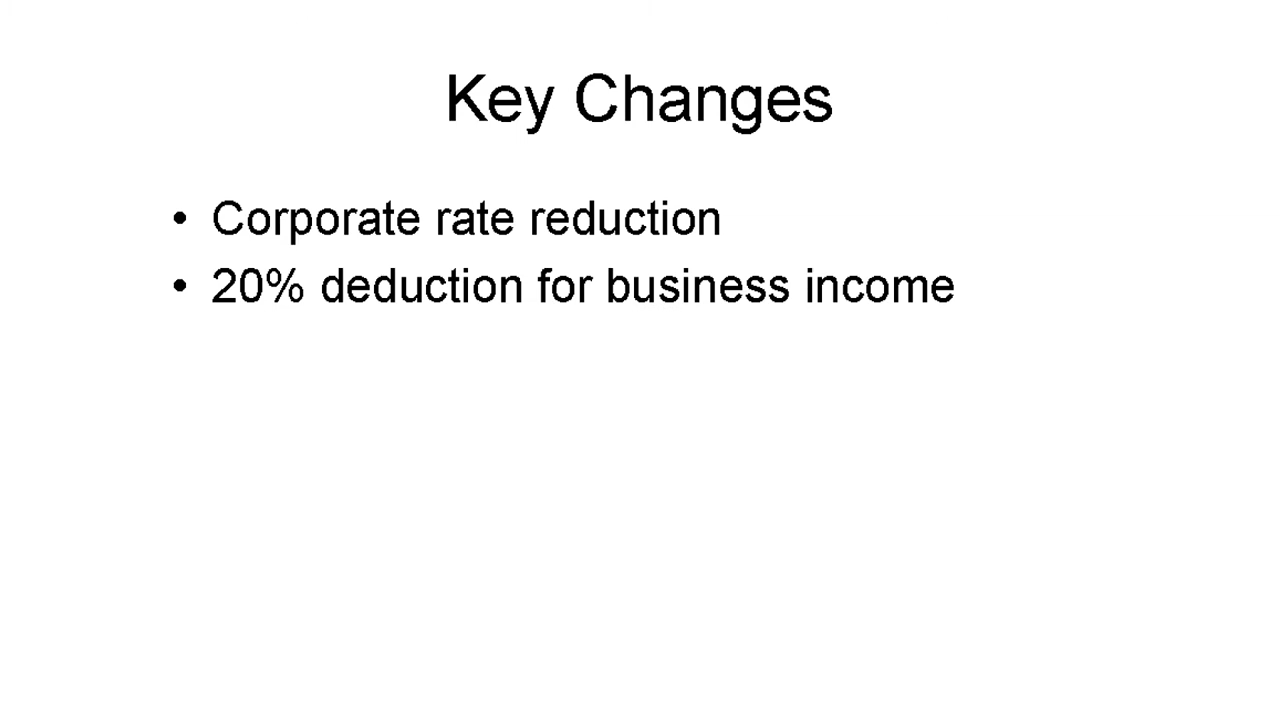 Key Changes
• Corporate rate reduction
• 20% deduction for business income